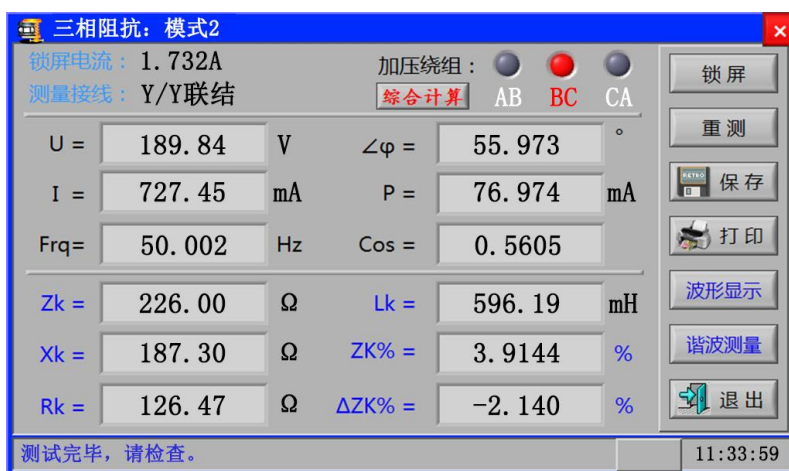 三相阻抗：模式2
锁屏电流：1.732A
加压绕组：
测量接线：Y/Y联结
综合计算 AB BC CA
U = 189.84 V ∠φ = 55.973 °
I = 727.45 mA P = 76.974 mA
Frq= 50.002 Hz Cos = 0.5605
Zk = 226.00 Ω Lk = 596.19 mH
Xk = 187.30 Ω ZK% = 3.9144 %
Rk = 126.47 Ω ΔZK% = -2.140 %
锁屏
重测
RETRO 保存
打印
波形显示
谐波测量
退出
测试完毕，请检查。 11:33:59